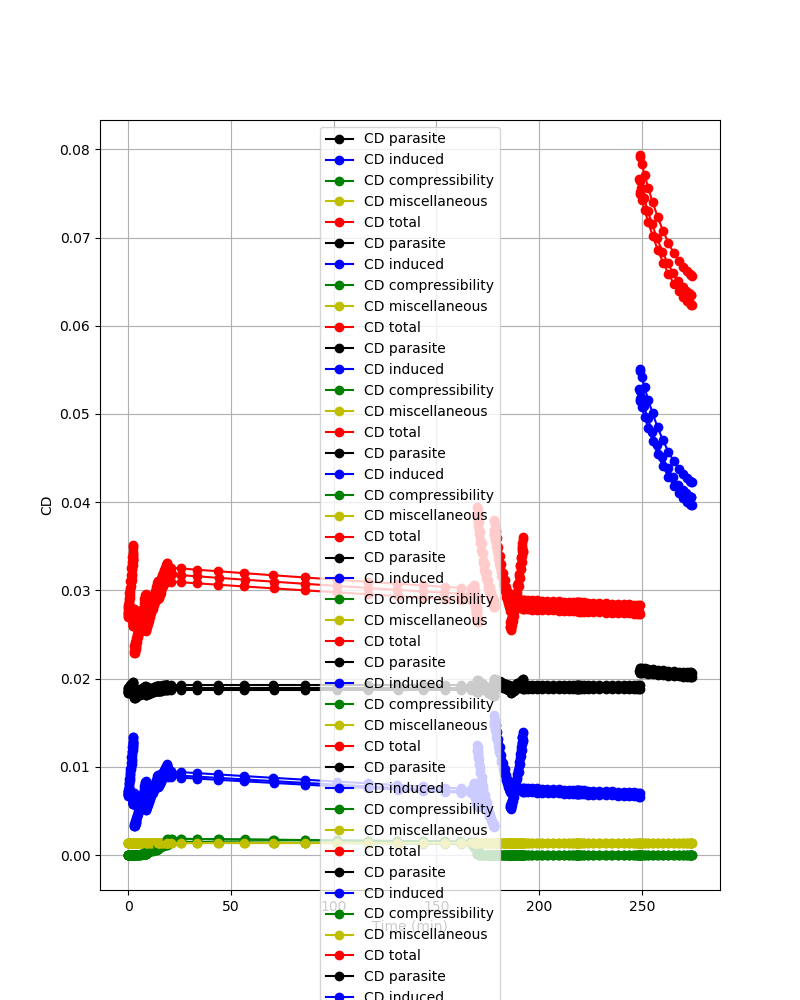 CD parasite
CD induced
CD compressibility
CD miscellaneous
CD total
CD parasite
CD induced
CD compressibility
CD miscellaneous
CD total
CD parasite
CD induced
CD compressibility
CD miscellaneous
CD total
CD parasite
CD induced
CD compressibility
CD miscellaneous
CD total
CD parasite
CD induced
CD compressibility
CD miscellaneous
CD total
CD parasite
CD induced
CD compressibility
CD miscellaneous
CD total
CD parasite
CD induced
CD compressibility
CD miscellaneous
CD total
CD parasite
CD induced
CD compressibility
CD miscellaneous
CD total
CD parasite
CD induced
0.08
0.07
0.06
0.05
0.04
0.03
0.02
0.01
0.00
CD
0 50 100 150 200 250
Time (min)